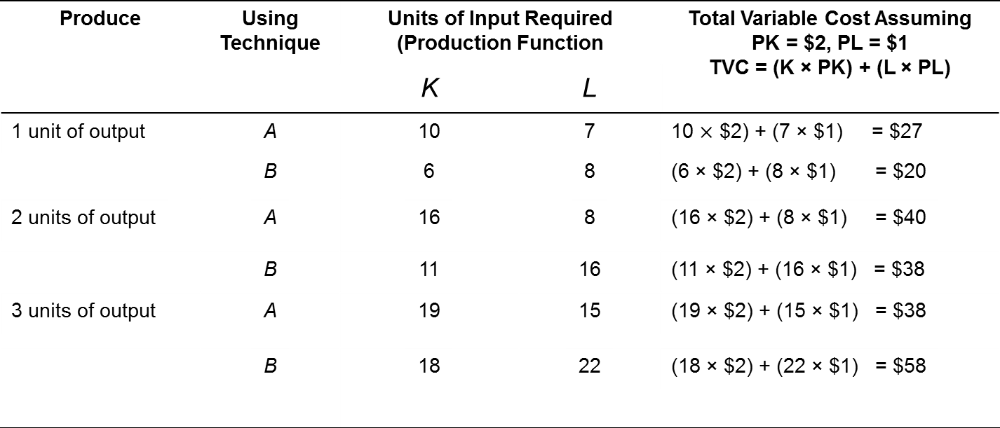 Produce Using Technique Units of Input Required (Production Function Total Variable Cost Assuming PK = $2, PL = $1 TVC = (K × PK) + (L × PL)
K L
1 unit of output A 10 7 10 × $2) + (7 × $1) = $27
B 6 8 (6 × $2) + (8 × $1) = $20
2 units of output A 16 8 (16 × $2) + (8 × $1) = $40
B 11 16 (11 × $2) + (16 × $1) = $38
3 units of output A 19 15 (19 × $2) + (15 × $1) = $38
B 18 22 (18 × $2) + (22 × $1) = $58